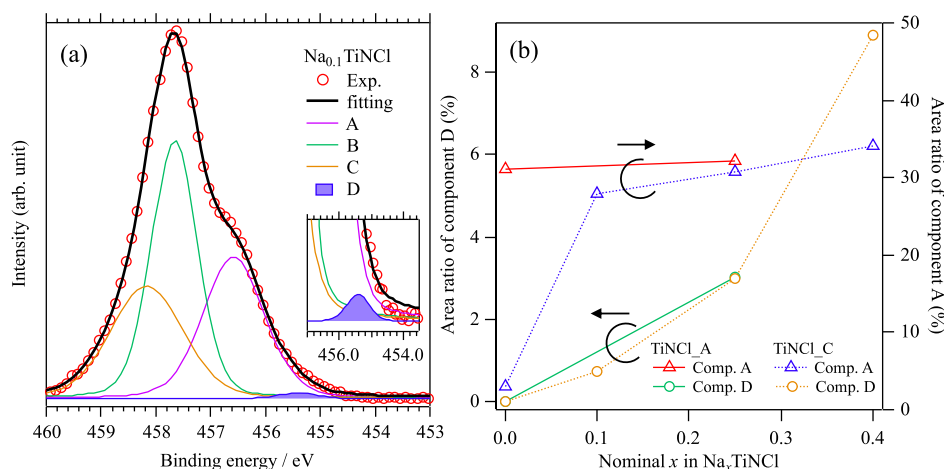 (a)
Na0.1TiNCl
Exp.
fitting
A
B
C
D
Intensity (arb. unit)
456.0 454.0
460 459 458 457 456 455 454 453
Binding energy / eV
(b)
Area ratio of component D (%)
8
6
4
2
0
Area ratio of component A (%)
50
40
30
20
10
0
TiNCl_A TiNCl_C
Comp. A Comp. A
Comp. D Comp. D
0.0 0.1 0.2 0.3 0.4
Nominal x in NaxTiNCl